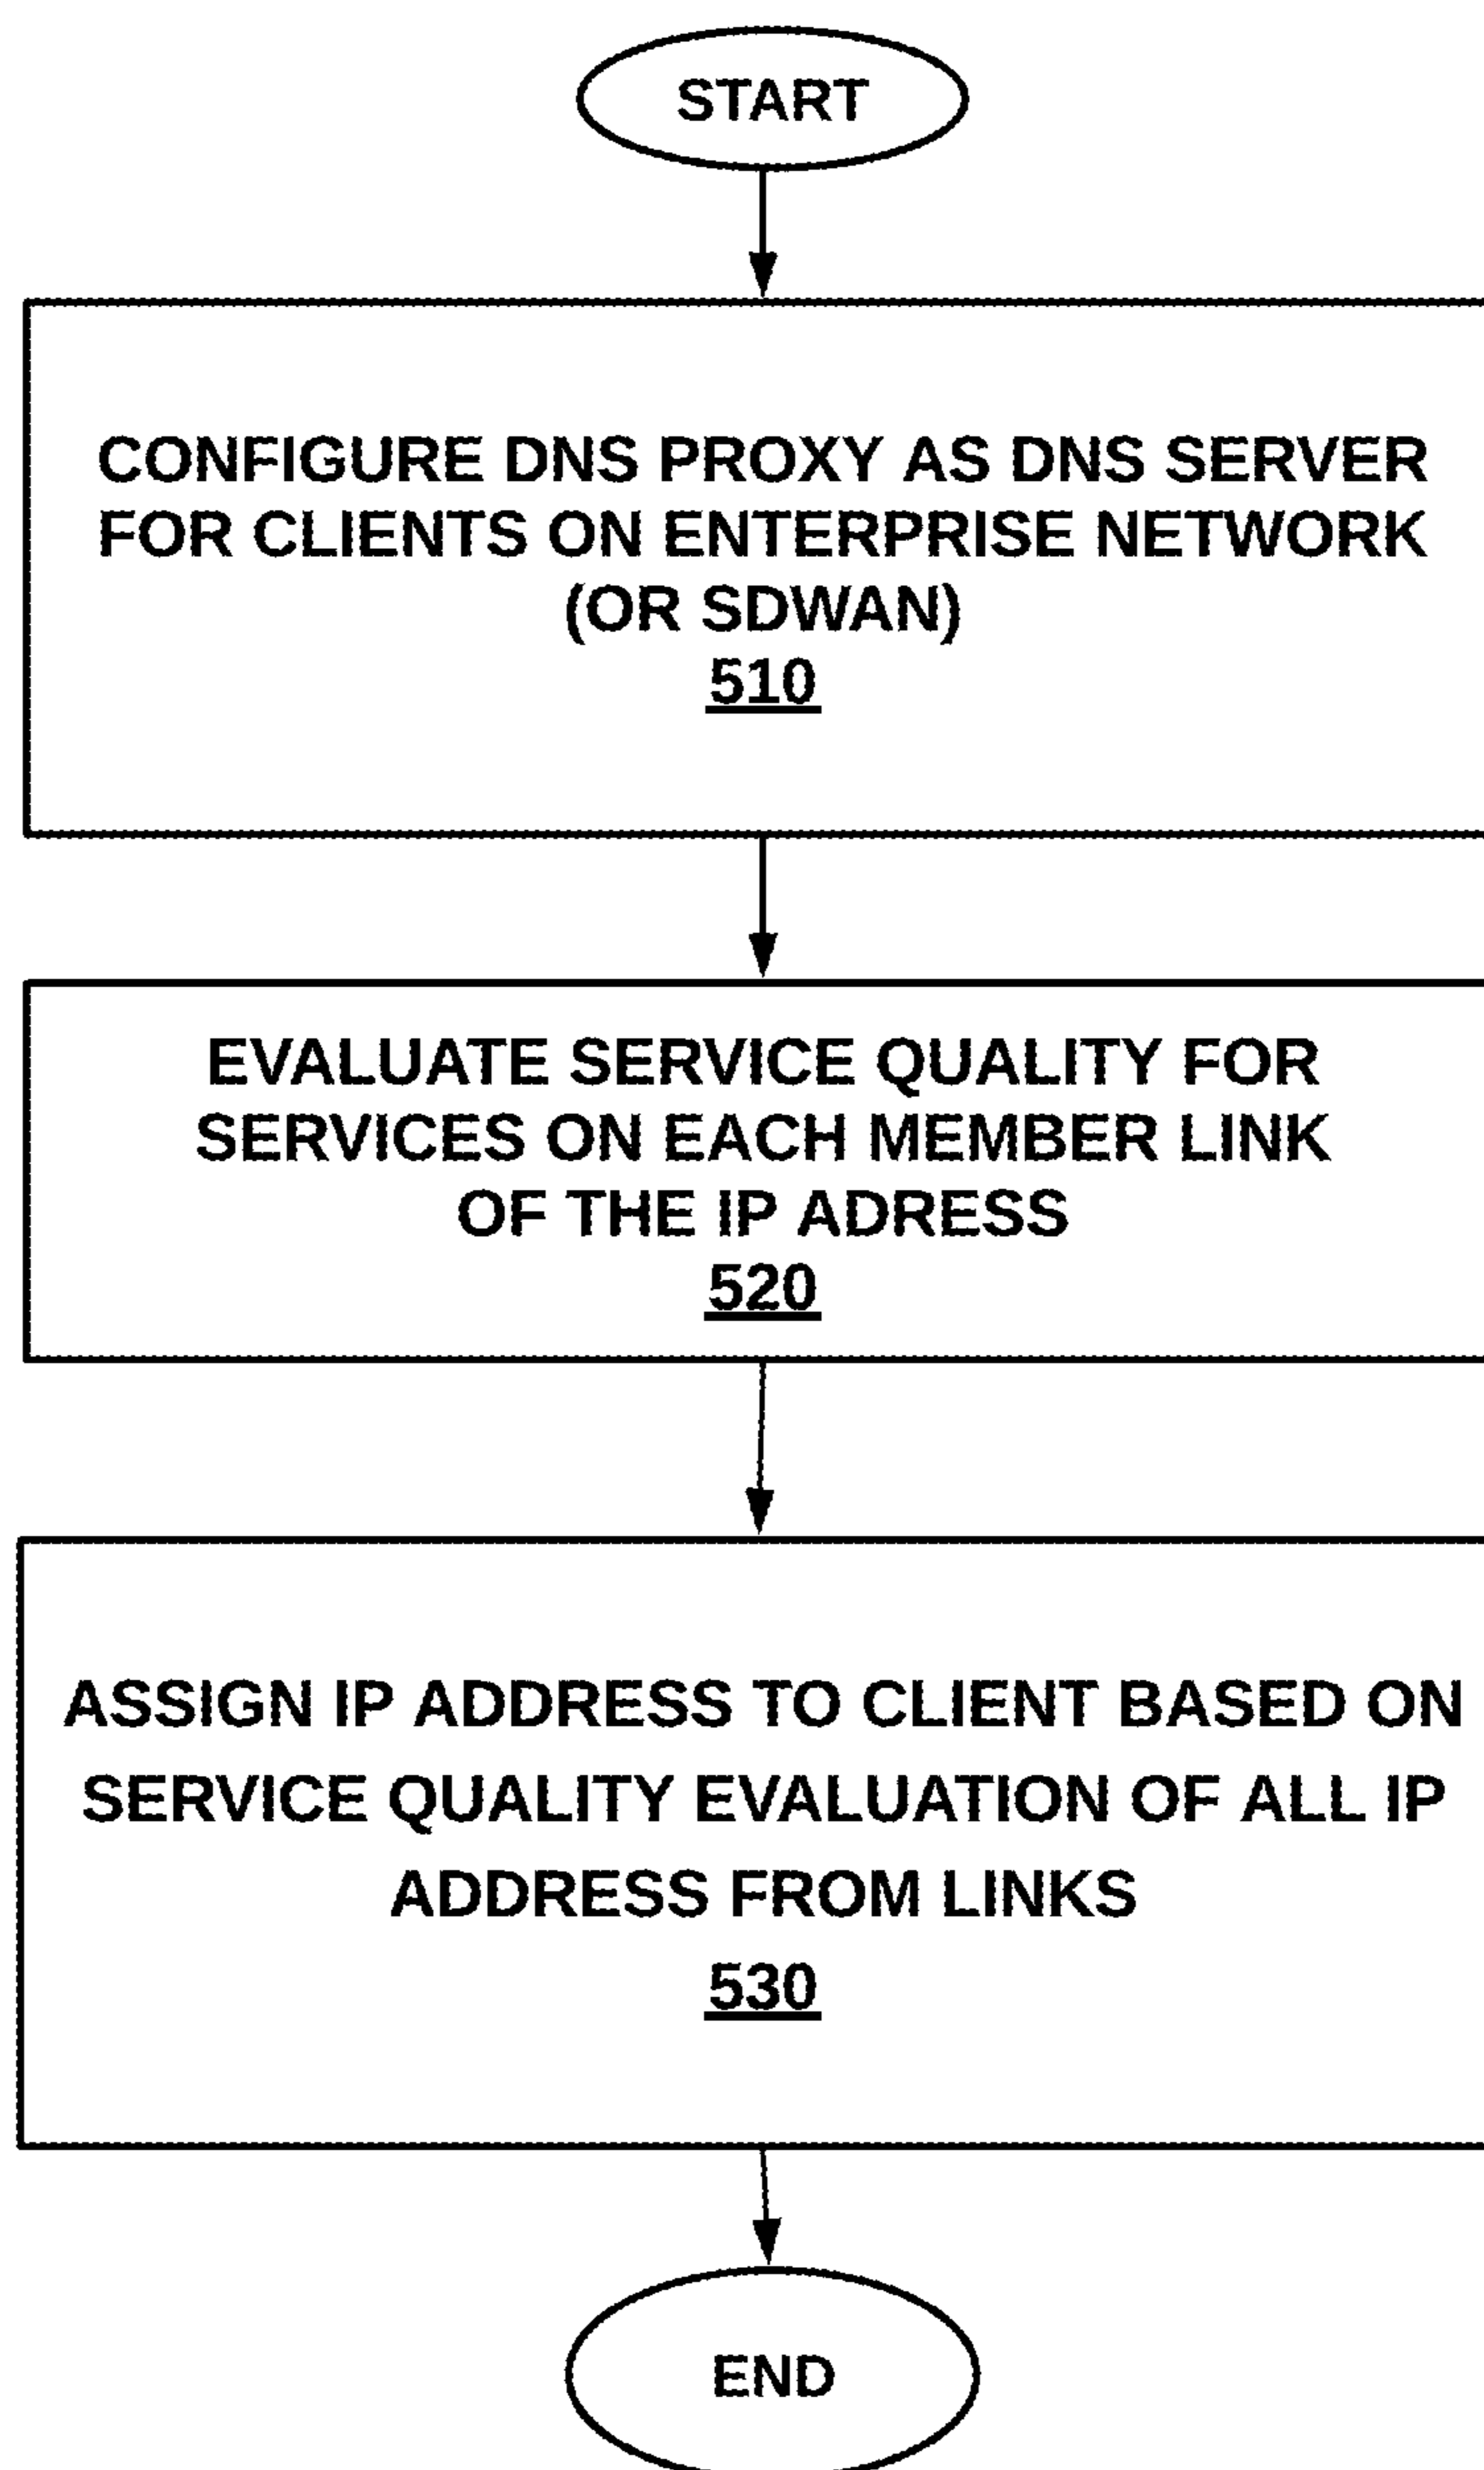 START
CONFIGURE DNS PROXY AS DNS SERVER
FOR CLIENTS ON ENTERPRISE NETWORK
(OR SDWAN)
510
EVALUATE SERVICE QUALITY FOR
SERVICES ON EACH MEMBER LINK
OF THE IP ADRESS
520
ASSIGN IP ADDRESS TO CLIENT BASED ON
SERVICE QUALITY EVALUATION OF ALL IP
ADDRESS FROM LINKS
530
END